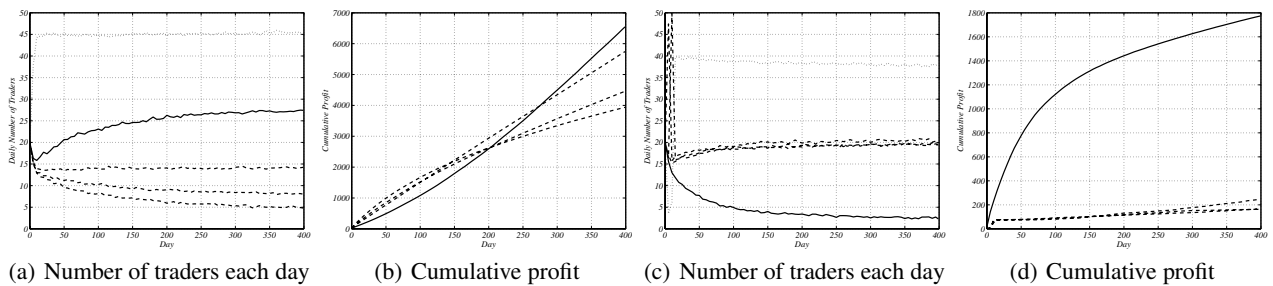 50
45
40
35
30
25
20
15
10
5
0
Daily Number of Traders
0 50 100 150 200 250 300 350 400
Day
(a) Number of traders each day
7000
6000
5000
4000
3000
2000
1000
0
Cumulative Profit
0 50 100 150 200 250 300 350 400
Day
(b) Cumulative profit
50
45
40
35
30
25
20
15
10
5
0
Daily Number of Traders
0 50 100 150 200 250 300 350 400
Day
(c) Number of traders each day
1800
1600
1400
1200
1000
800
600
400
200
0
Cumulative Profit
0 50 100 150 200 250 300 350 400
Day
(d) Cumulative profit